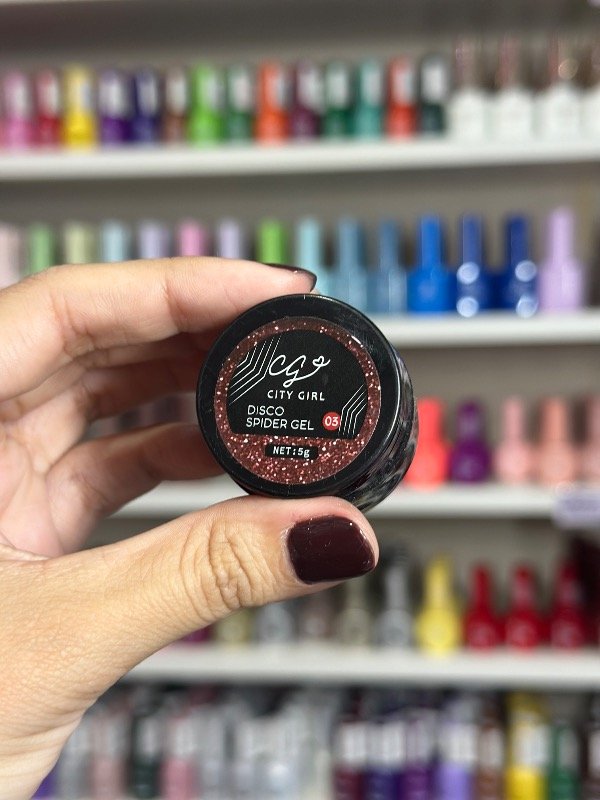 CG
CITY GIRL
DISCO
SPIDER GEL 03
NET:5g